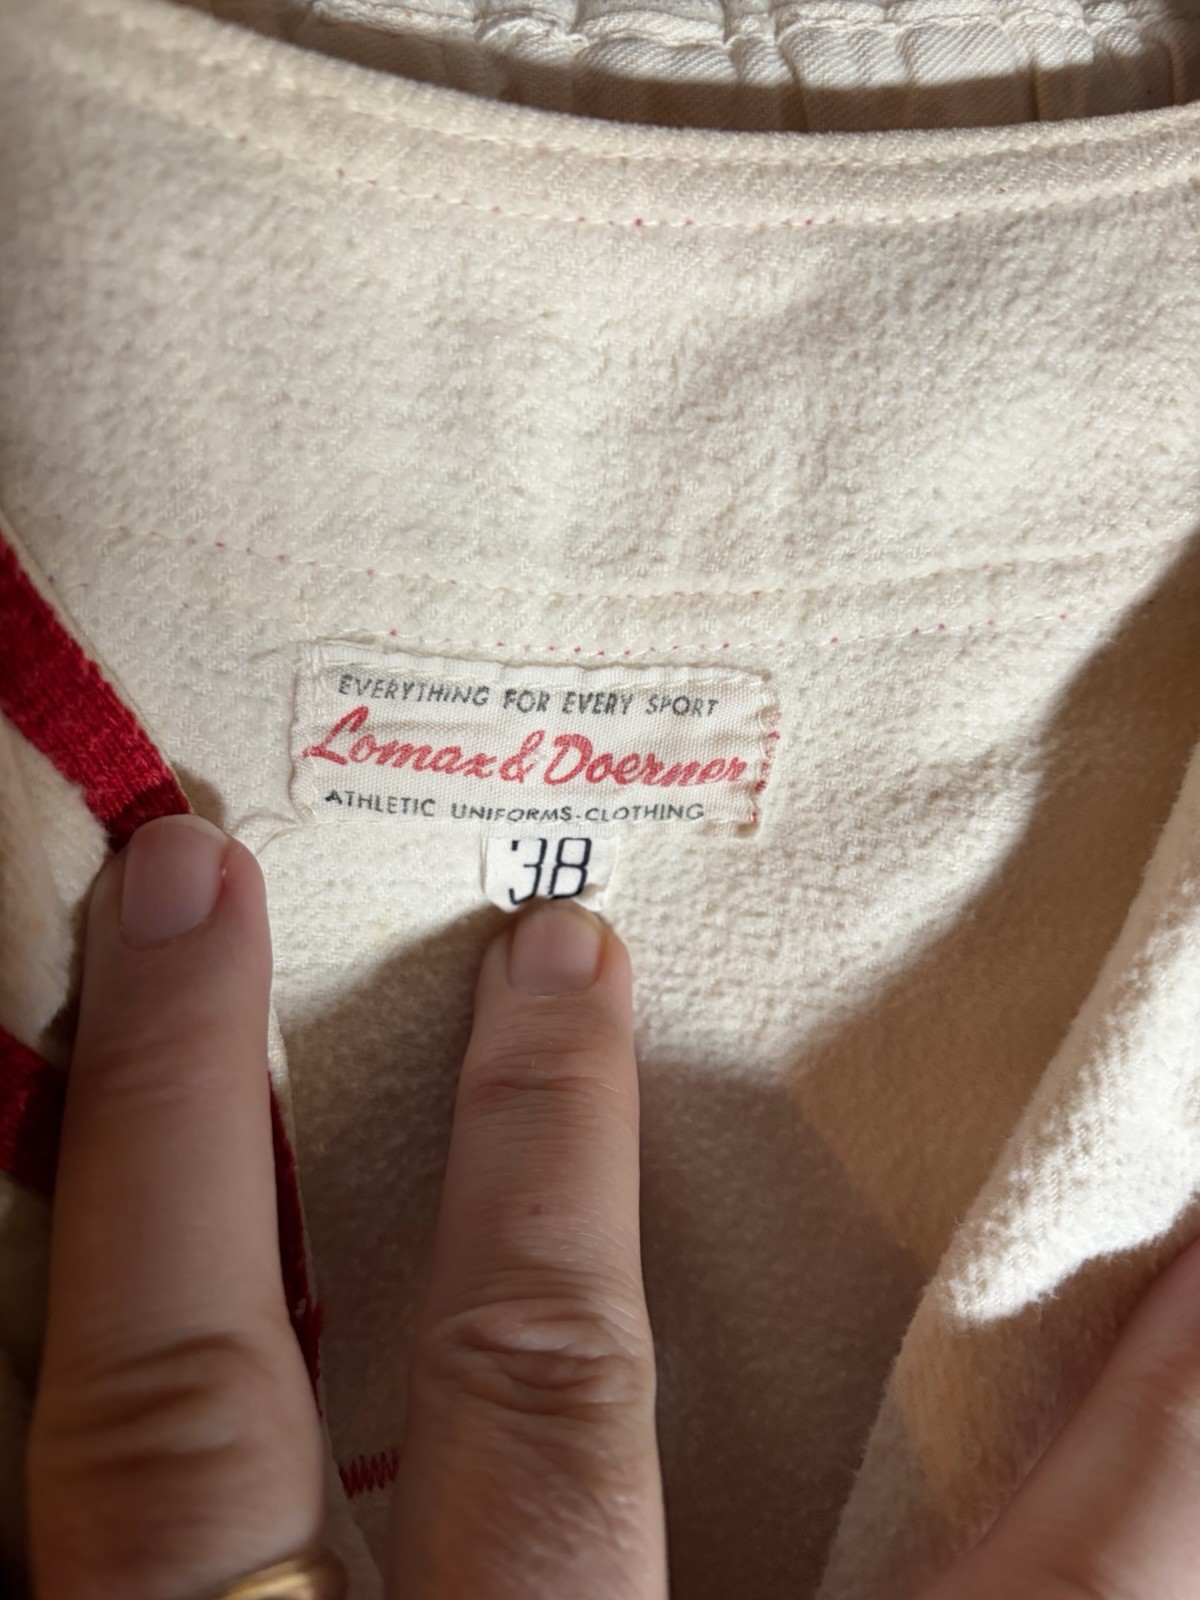 EVERYTHING FOR EVERY SPORT
Lomax & Doerner
ATHLETIC UNIFORMS-CLOTHING
38